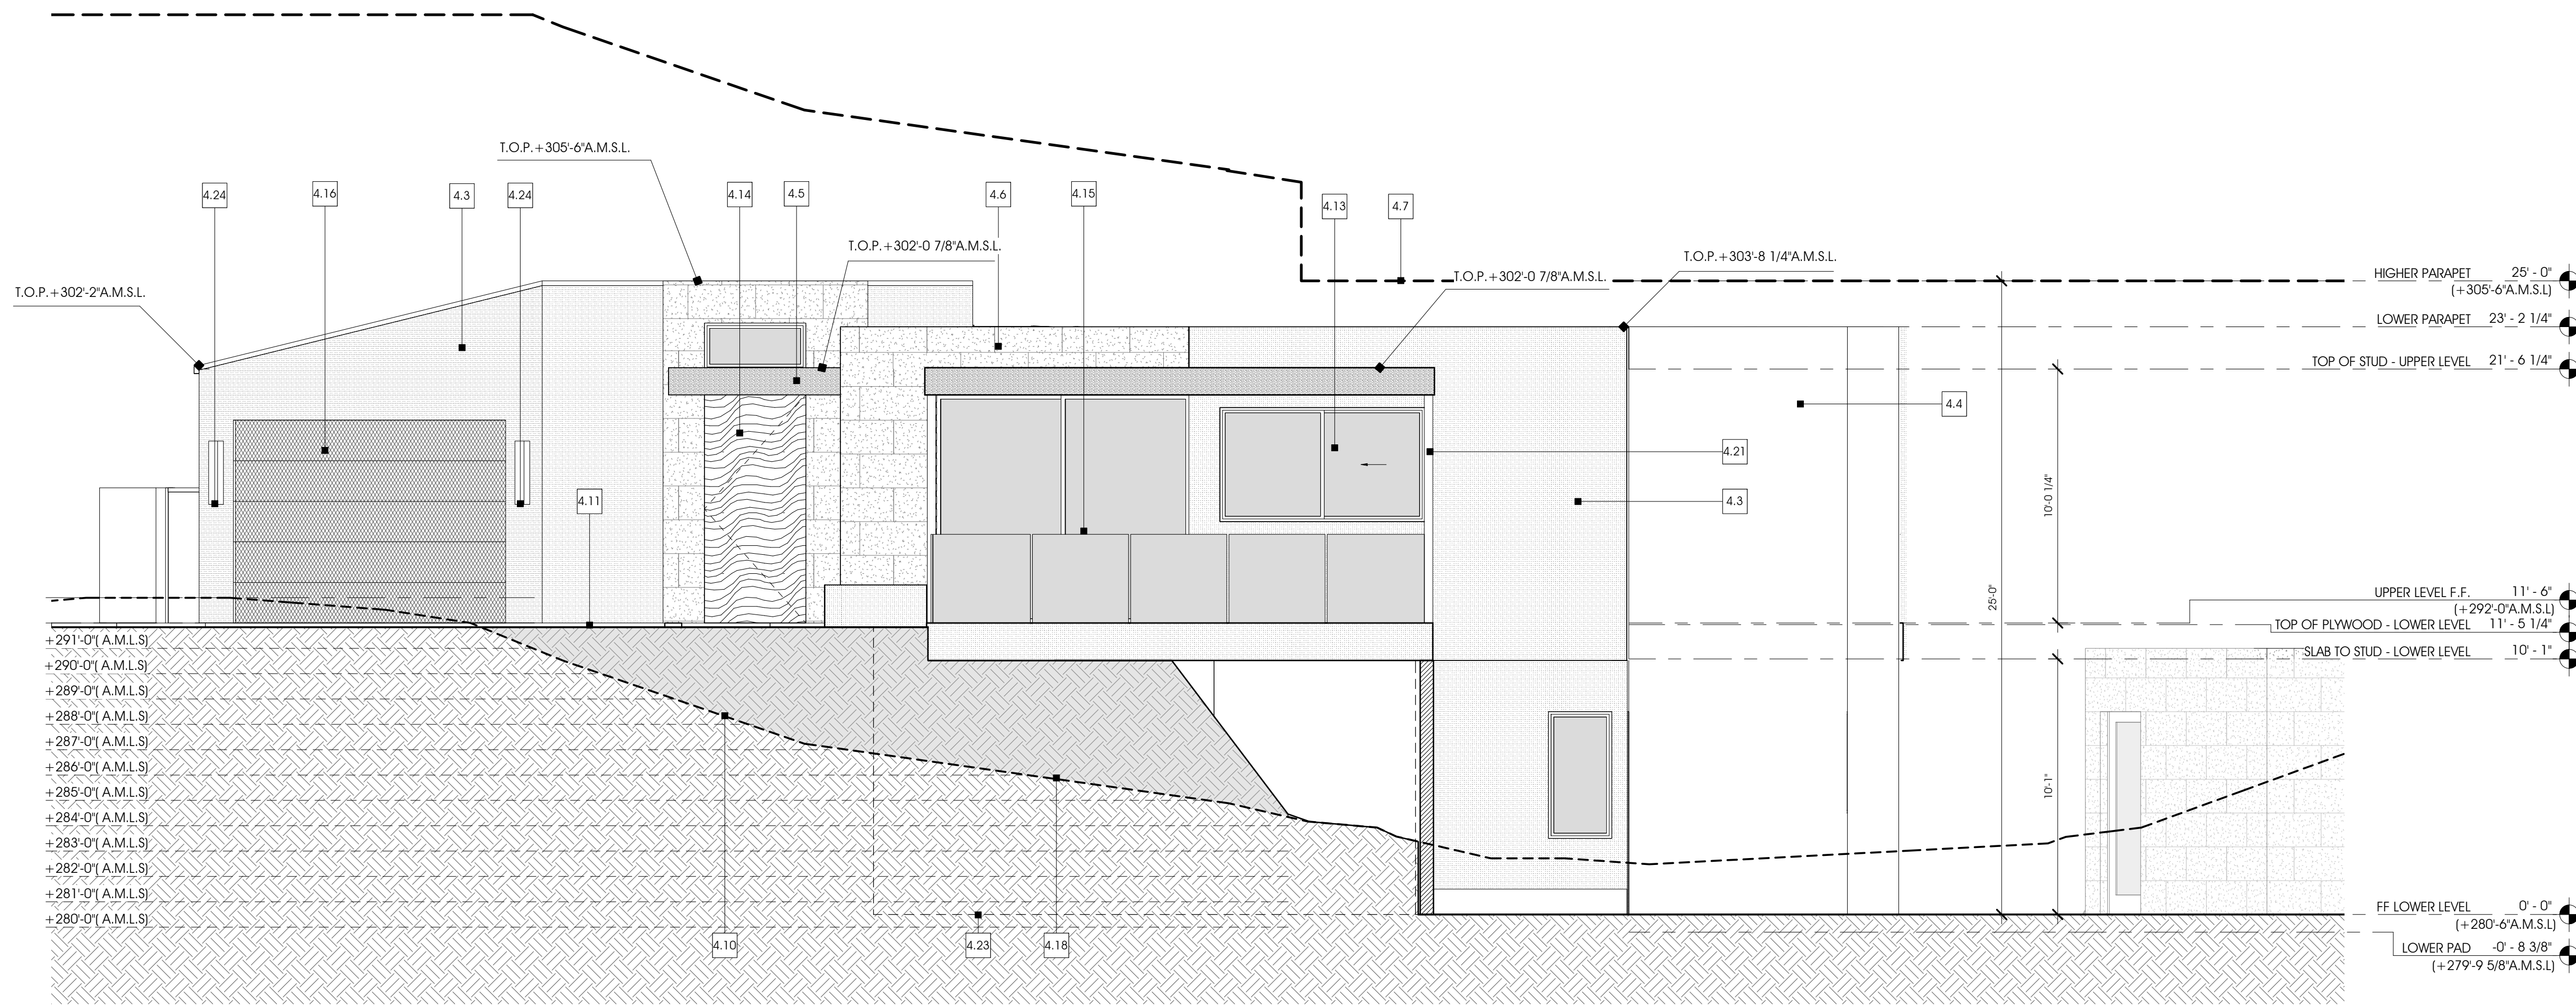 T.O.P.+305'-6"A.M.S.L.
4.24
4.16
4.3
4.24
4.14
4.5
4.6
4.15
4.13
4.7
T.O.P.+302'-0 7/8"A.M.S.L.
T.O.P.+303'-8 1/4"A.M.S.L.
T.O.P.+302'-0 7/8"A.M.S.L.
T.O.P.+302'-2"A.M.S.L.
HIGHER PARAPET 25' - 0"
(+305'-6"A.M.S.L)
LOWER PARAPET 23' - 2 1/4"
TOP OF STUD - UPPER LEVEL 21' - 6 1/4"
4.4
4.21
4.3
4.11
10'-0 1/4"
25'-0"
UPPER LEVEL F.F. 11' - 6"
(+292'-0"A.M.S.L)
TOP OF PLYWOOD - LOWER LEVEL 11' - 5 1/4"
SLAB TO STUD - LOWER LEVEL 10' - 1"
+291'-0"( A.M.L.S)
+290'-0"( A.M.L.S)
+289'-0"( A.M.L.S)
+288'-0"( A.M.L.S)
+287'-0"( A.M.L.S)
+286'-0"( A.M.L.S)
+285'-0"( A.M.L.S)
+284'-0"( A.M.L.S)
+283'-0"( A.M.L.S)
+282'-0"( A.M.L.S)
+281'-0"( A.M.L.S)
+280'-0"( A.M.L.S)
10'-1"
4.10
4.23
4.18
FF LOWER LEVEL 0' - 0"
(+280'-6"A.M.S.L)
LOWER PAD -0' - 8 3/8"
(+279'-9 5/8"A.M.S.L)